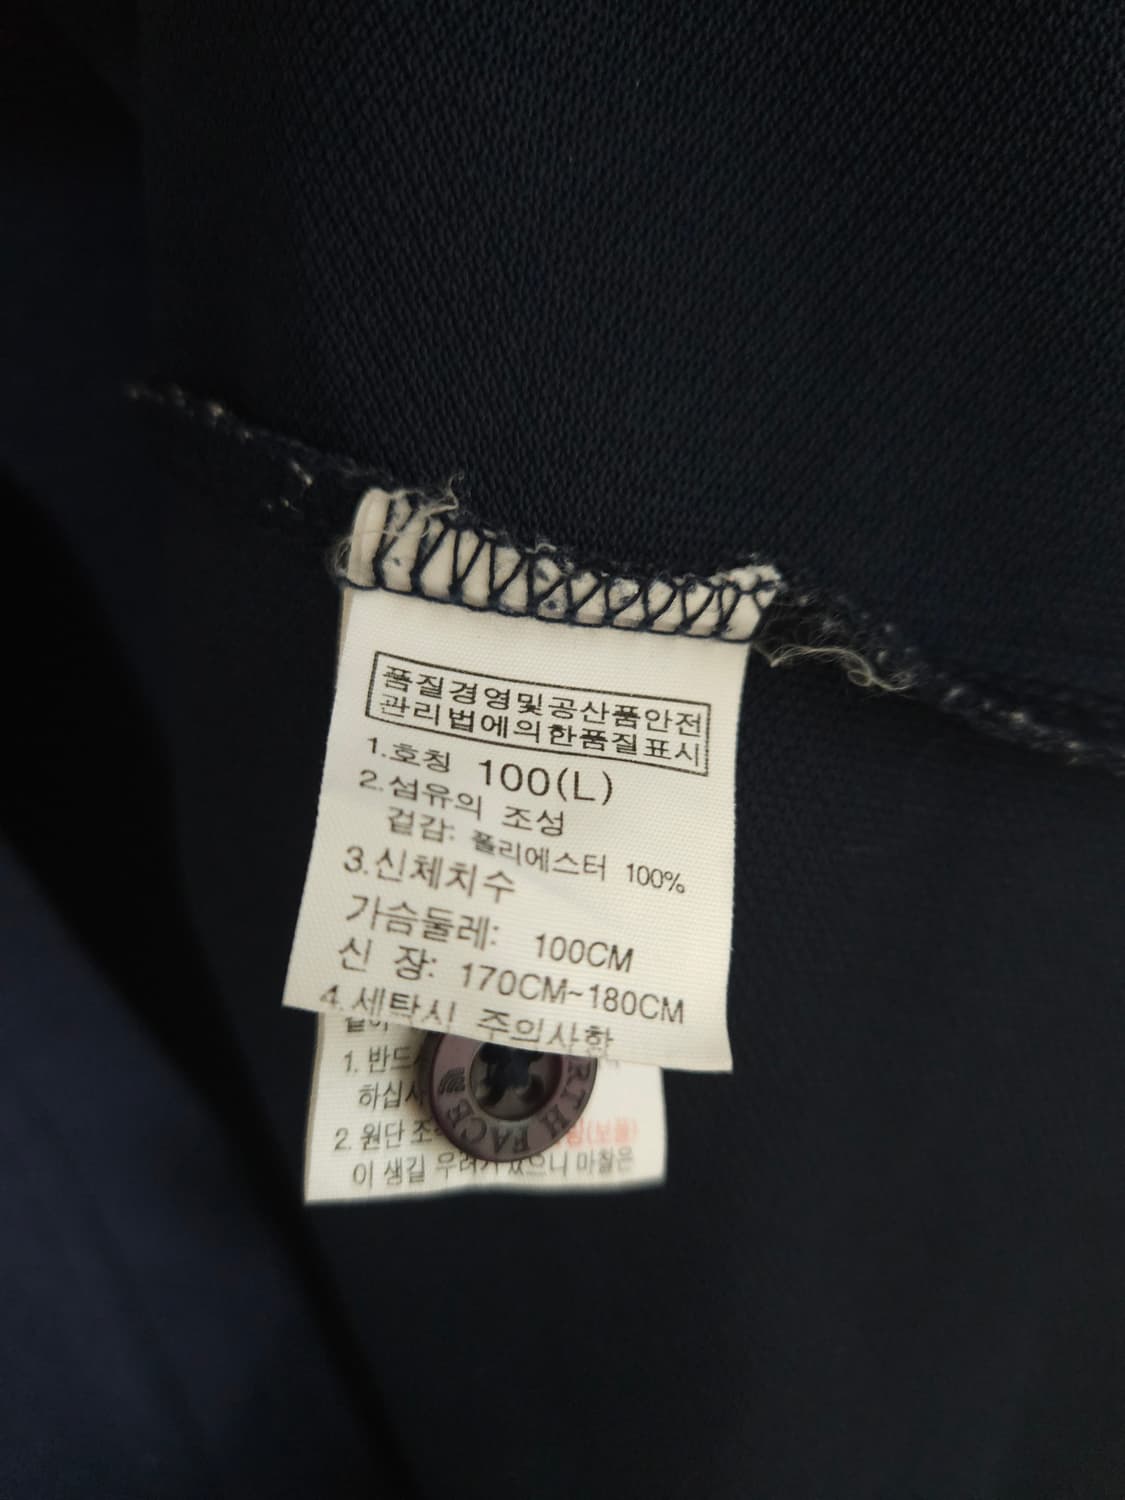 품질경영및공산품안전
관리법에의한품질표시
1.호칭 100(L)
2.섬유의 조성
겉감: 폴리에스터 100%
3.신체치수
가슴둘레: 100CM
신 장: 170CM~180CM
4.세탁시 주의사항
1. 반드
하십시
RTH FACE
2. 원단 조 (보풀)
이 생길 우려가 있으니 마찰은